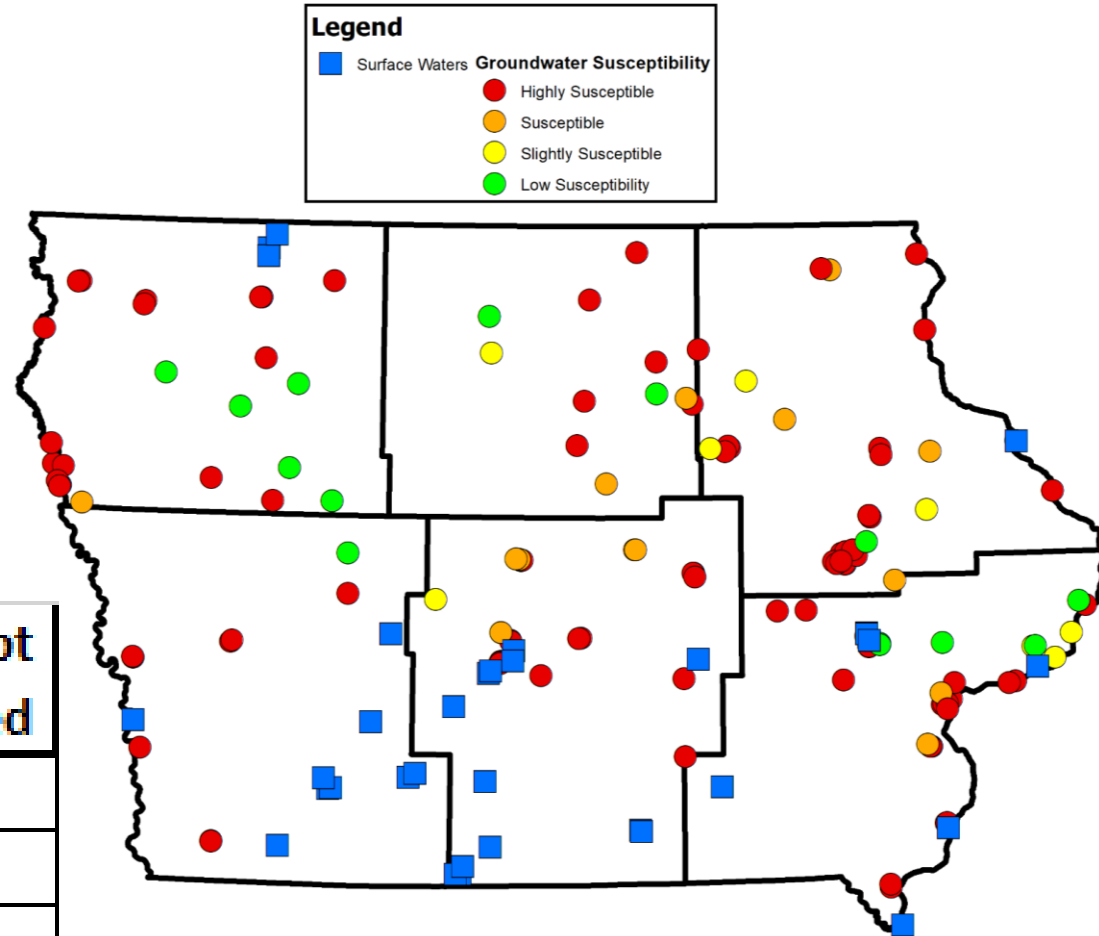 Legend
Surface Waters Groundwater Susceptibility
Highly Susceptible
Susceptible
Slightly Susceptible
Low Susceptibility